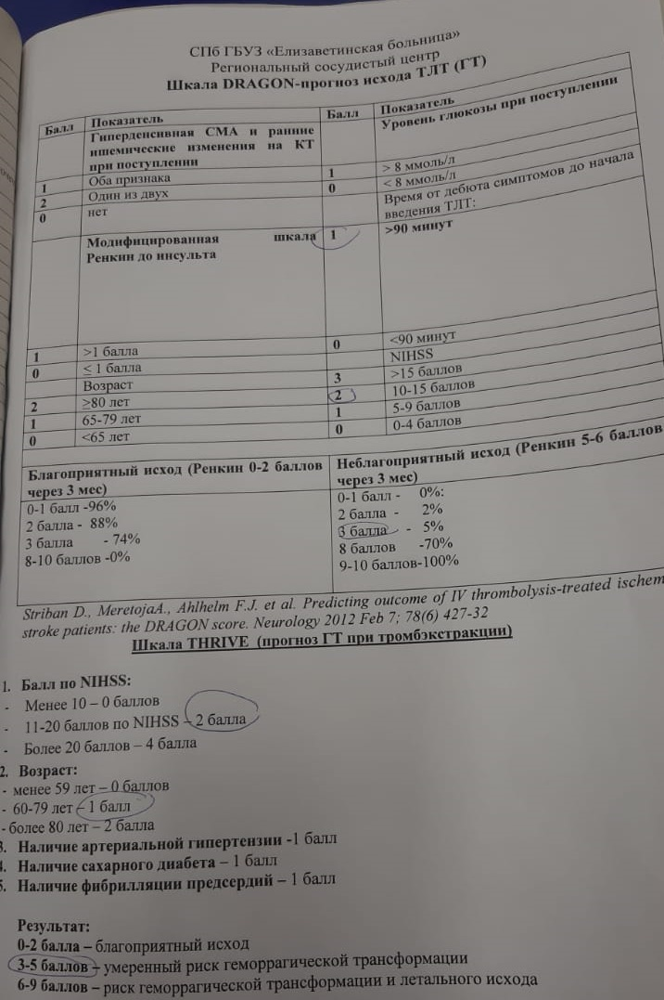 СПб ГБУЗ «Елизаветинская больница»
Региональный сосудистый центр
Шкала DRAGON-прогноз исхода ТЛТ (ГТ)
Балл Показатель Балл Показатель
Гиперденсивная СМА и ранние ишемические изменения на КТ при поступлении Уровень глюкозы при поступлении
1 Оба признака 1 > 8 ммоль/л
2 Один из двух 0 < 8 ммоль/л
0 нет Время от дебюта симптомов до начала введения ТЛТ:
Модифицированная шкала Ренкин до инсульта 1 >90 минут
1 >1 балла 0 <90 минут
0 ≤ 1 балла NIHSS
Возраст 3 >15 баллов
2 ≥80 лет 2 10-15 баллов
1 65-79 лет 1 5-9 баллов
0 <65 лет 0 0-4 баллов
Благоприятный исход (Ренкин 0-2 баллов через 3 мес) Неблагоприятный исход (Ренкин 5-6 баллов через 3 мес)
0-1 балл -96% 0-1 балл - 0%:
2 балла - 88% 2 балла - 2%
3 балла - 74% 3 балла - 5%
8-10 баллов -0% 8 баллов -70%
9-10 баллов-100%
Striban D., MeretojaA., Ahlhelm F.J. et al. Predicting outcome of IV thrombolysis-treated ischem
stroke patients: the DRAGON score. Neurology 2012 Feb 7; 78(6) 427-32
Шкала THRIVE (прогноз ГТ при тромбэкстракции)
1. Балл по NIHSS:
- Менее 10 – 0 баллов
- 11-20 баллов по NIHSS – 2 балла
- Более 20 баллов – 4 балла
2. Возраст:
- менее 59 лет – 0 баллов
- 60-79 лет – 1 балл
- более 80 лет – 2 балла
3. Наличие артериальной гипертензии -1 балл
4. Наличие сахарного диабета – 1 балл
5. Наличие фибрилляции предсердий – 1 балл
Результат:
0-2 балла – благоприятный исход
3-5 баллов – умеренный риск геморрагической трансформации
6-9 баллов – риск геморрагической трансформации и летального исхода